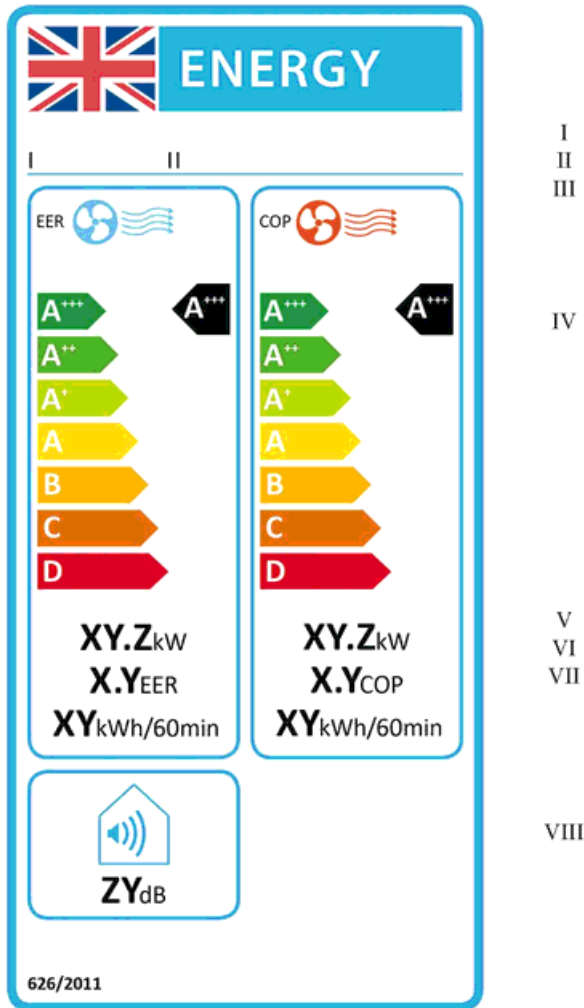 ENERGY
I
I II
II
III
EER COP
A+++ A+++ A+++ A+++
IV
A++ A++
A+ A+
A A
B B
C C
D D
V
XY.ZkW XY.ZkW
VI
X.YEER X.YCOP
VII
XYkWh/60min XYkWh/60min
VIII
ZYdB
626/2011